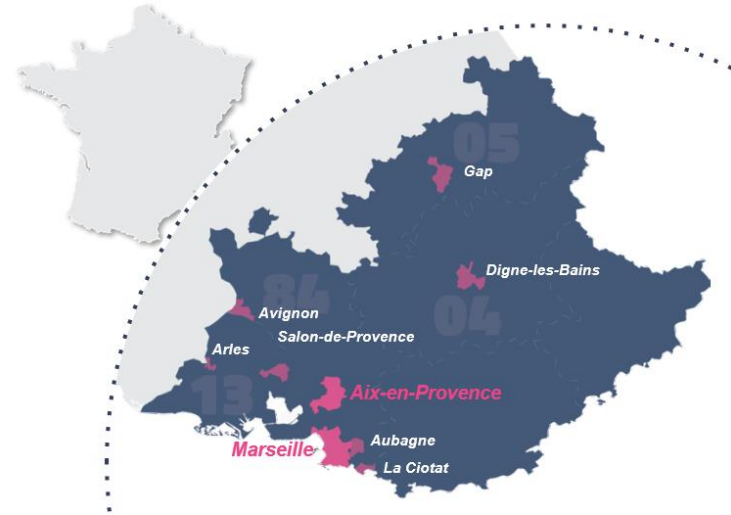 05
Gap
Digne-les-Bains
84
04
Avignon
Salon-de-Provence
Arles
13
Aix-en-Provence
Marseille
Aubagne
La Ciotat